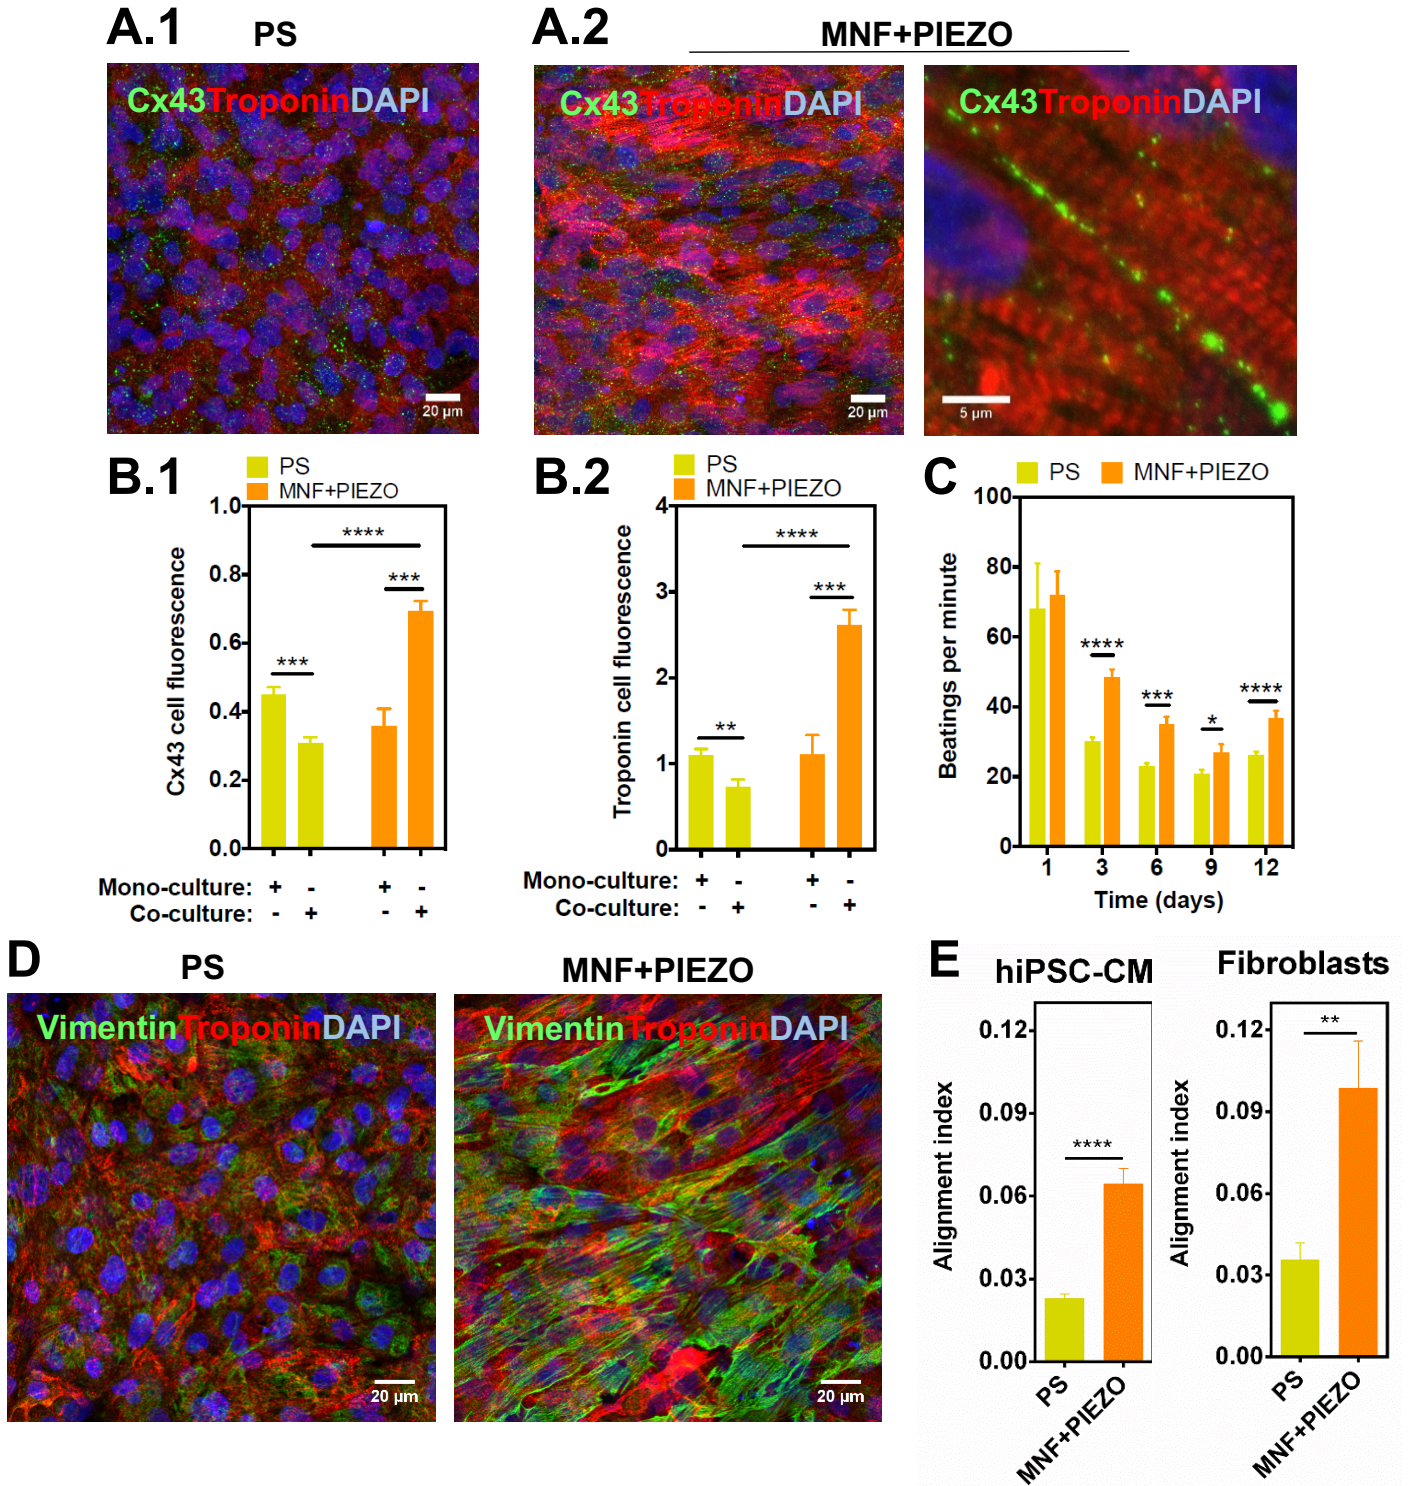 A.1 PS
A.2 MNF+PIEZO
Cx43TroponinDAPI
20 µm
Cx43TroponinDAPI
20 µm
Cx43TroponinDAPI
5 µm
B.1
PS
MNF+PIEZO
Cx43 cell fluorescence
1.0
0.8
0.6
0.4
0.2
0.0
***
****
***
Mono-culture: + - + -
Co-culture: - + - +
B.2
PS
MNF+PIEZO
Troponin cell fluorescence
4
3
2
1
0
**
****
***
Mono-culture: + - + -
Co-culture: - + - +
C
PS MNF+PIEZO
Beatings per minute
100
80
60
40
20
0
****
***
*
****
1 3 6 9 12
Time (days)
D
PS
VimentinTroponinDAPI
20 µm
MNF+PIEZO
VimentinTroponinDAPI
20 µm
E
hiPSC-CM
Alignment index
0.12
0.09
0.06
0.03
0.00
****
PS
MNF+PIEZO
Fibroblasts
Alignment index
0.12
0.09
0.06
0.03
0.00
**
PS
MNF+PIEZO